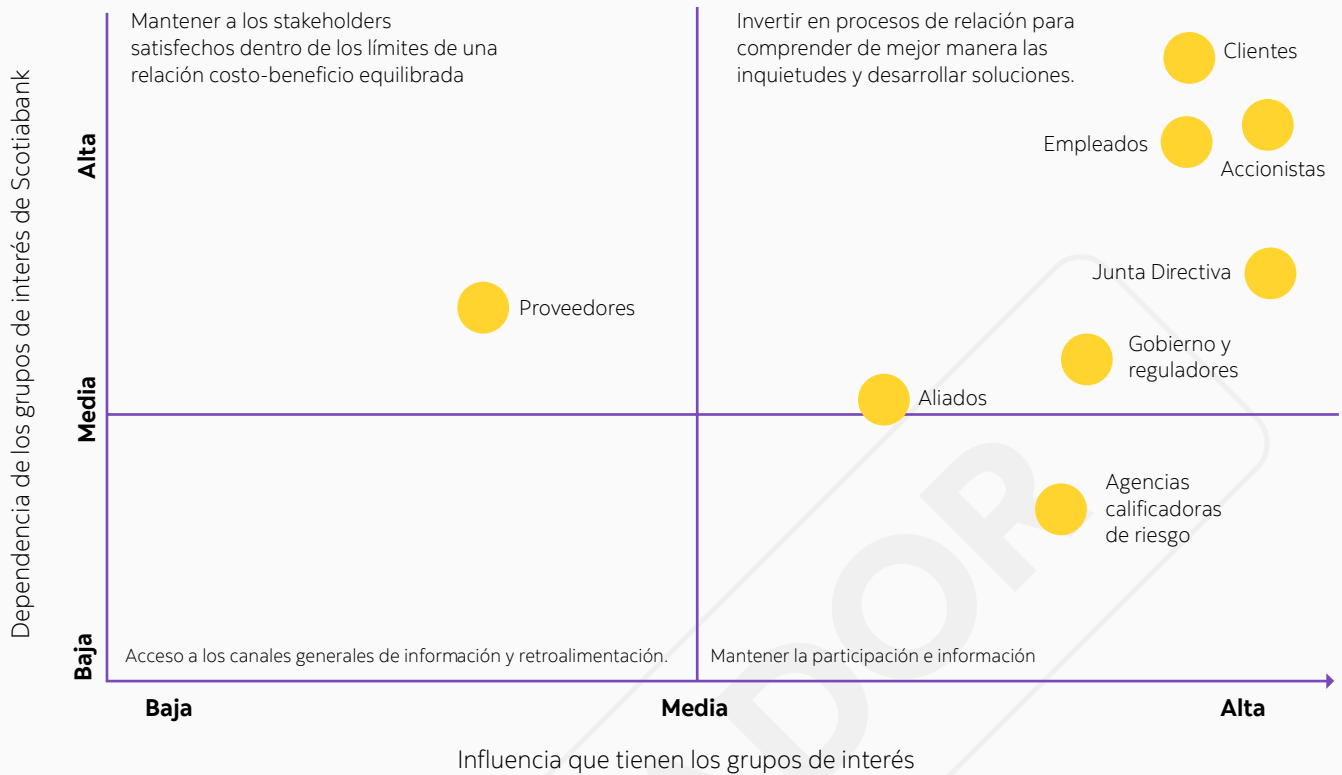 Mantener a los stakeholders
satisfechos dentro de los límites de una
relación costo-beneficio equilibrada
Invertir en procesos de relación para
comprender de mejor manera las
inquietudes y desarrollar soluciones.
Clientes
Empleados
Accionistas
Junta Directiva
Proveedores
Gobierno y
reguladores
Aliados
Agencias
calificadoras
de riesgo
Dependencia de los grupos de interés de Scotiabank
Alta
Media
Baja
Acceso a los canales generales de información y retroalimentación.
Mantener la participación e información
Baja
Media
Alta
Influencia que tienen los grupos de interés
ADOR